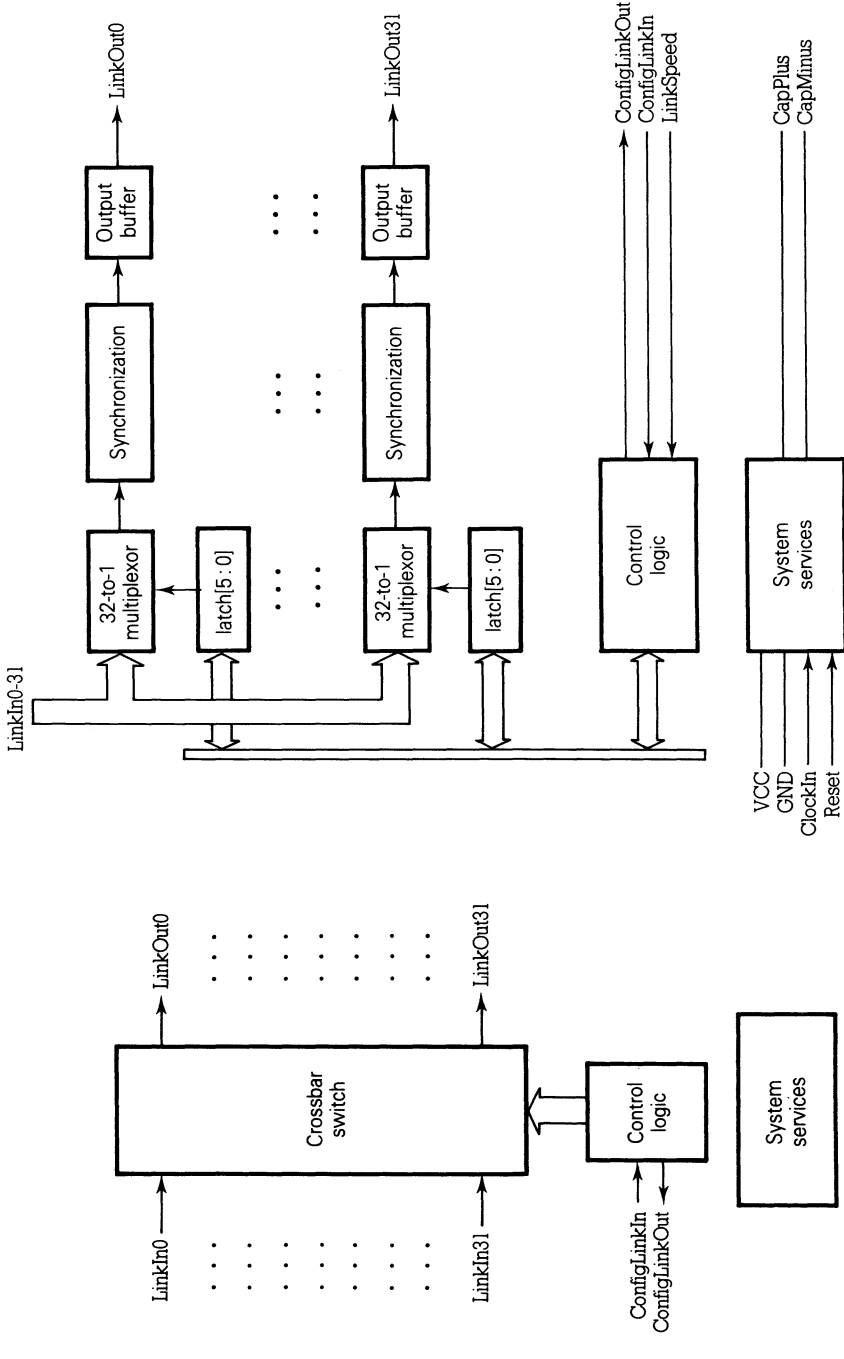 LinkIn0
LinkIn31
Crossbar
switch
LinkOut0
LinkOut31
ConfigLinkIn
ConfigLinkOut
Control
logic
System
services
LinkIn0-31
32-to-1
multiplexor
Synchronization
Output
buffer
LinkOut0
latch[5 : 0]
32-to-1
multiplexor
Synchronization
Output
buffer
LinkOut31
latch[5 : 0]
Control
logic
ConfigLinkOut
ConfigLinkIn
LinkSpeed
VCC
GND
ClockIn
Reset
System
services
CapPlus
CapMinus